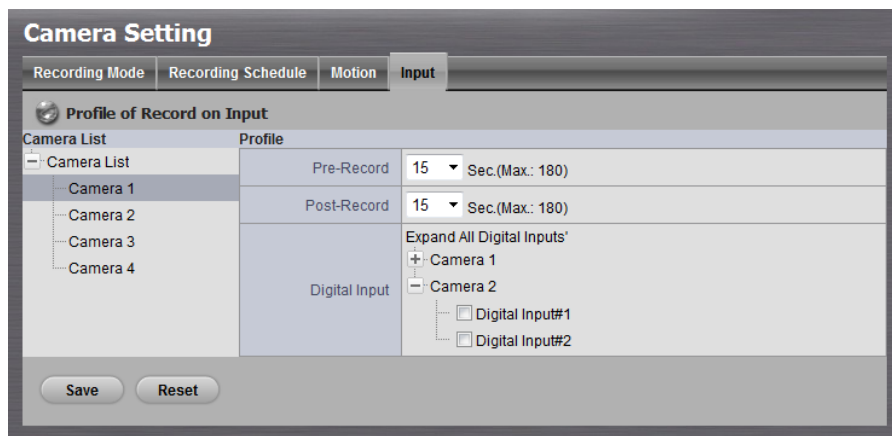 Camera Setting
Recording Mode Recording Schedule Motion Input
Profile of Record on Input
Camera List Profile
Camera List
Camera 1
Camera 2
Camera 3
Camera 4
Pre-Record 15 Sec.(Max.: 180)
Post-Record 15 Sec.(Max.: 180)
Digital Input
Expand All Digital Inputs'
Camera 1
Camera 2
Digital Input#1
Digital Input#2
Save Reset